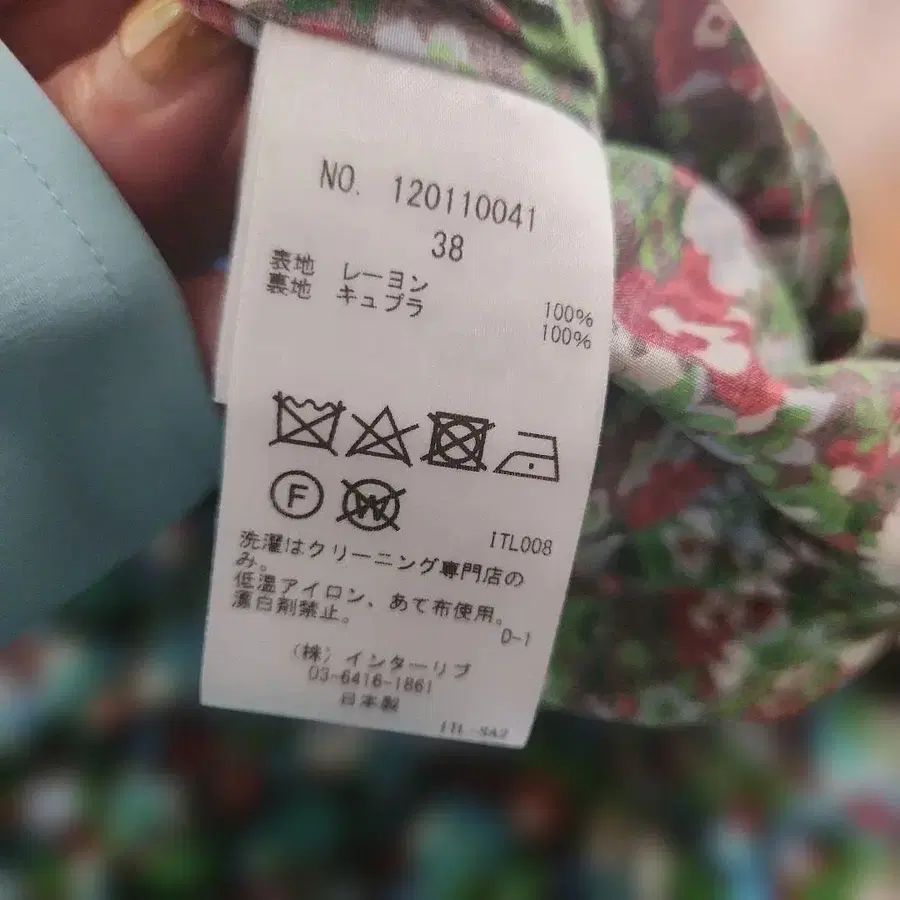 NO. 120110041
38
表地 レーヨン 100%
裏地 キュプラ 100%
F
W
ITL008
洗濯はクリーニング専門店の
み。
低温アイロン、あて布使用。
漂白剤禁止。
D-1
(株)インターリブ
03-6416-1861
日本製
ITL-SA2